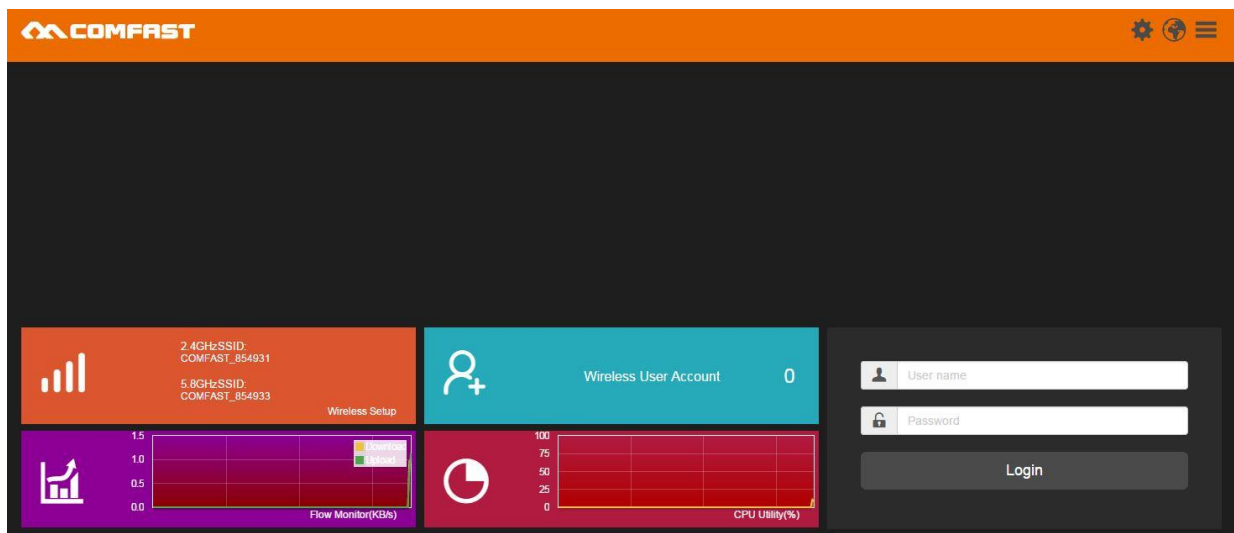 COMFAST
2.4GHzSSID:
COMFAST_854931
5.8GHzSSID:
COMFAST_854933
Wireless Setup
Wireless User Account 0
User name
Password
Login
1.5
1.0
0.5
0.0
Download
Upload
Flow Monitor(KB/s)
100
75
50
25
0
CPU Utility(%)